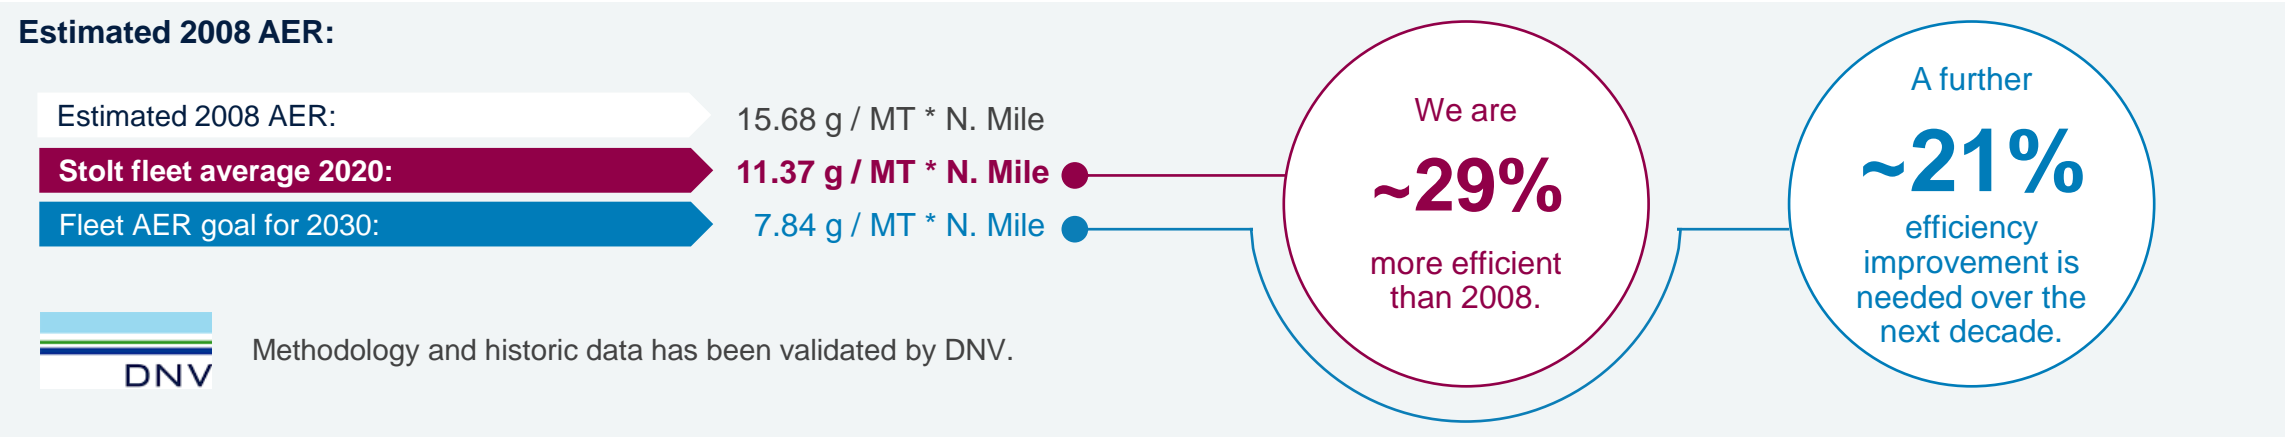 Estimated 2008 AER:
Estimated 2008 AER:
15.68 g / MT * N. Mile
Stolt fleet average 2020:
11.37 g / MT * N. Mile
Fleet AER goal for 2030:
7.84 g / MT * N. Mile
DNV
Methodology and historic data has been validated by DNV.
We are
~29%
more efficient
than 2008.
A further
~21%
efficiency
improvement is
needed over the
next decade.